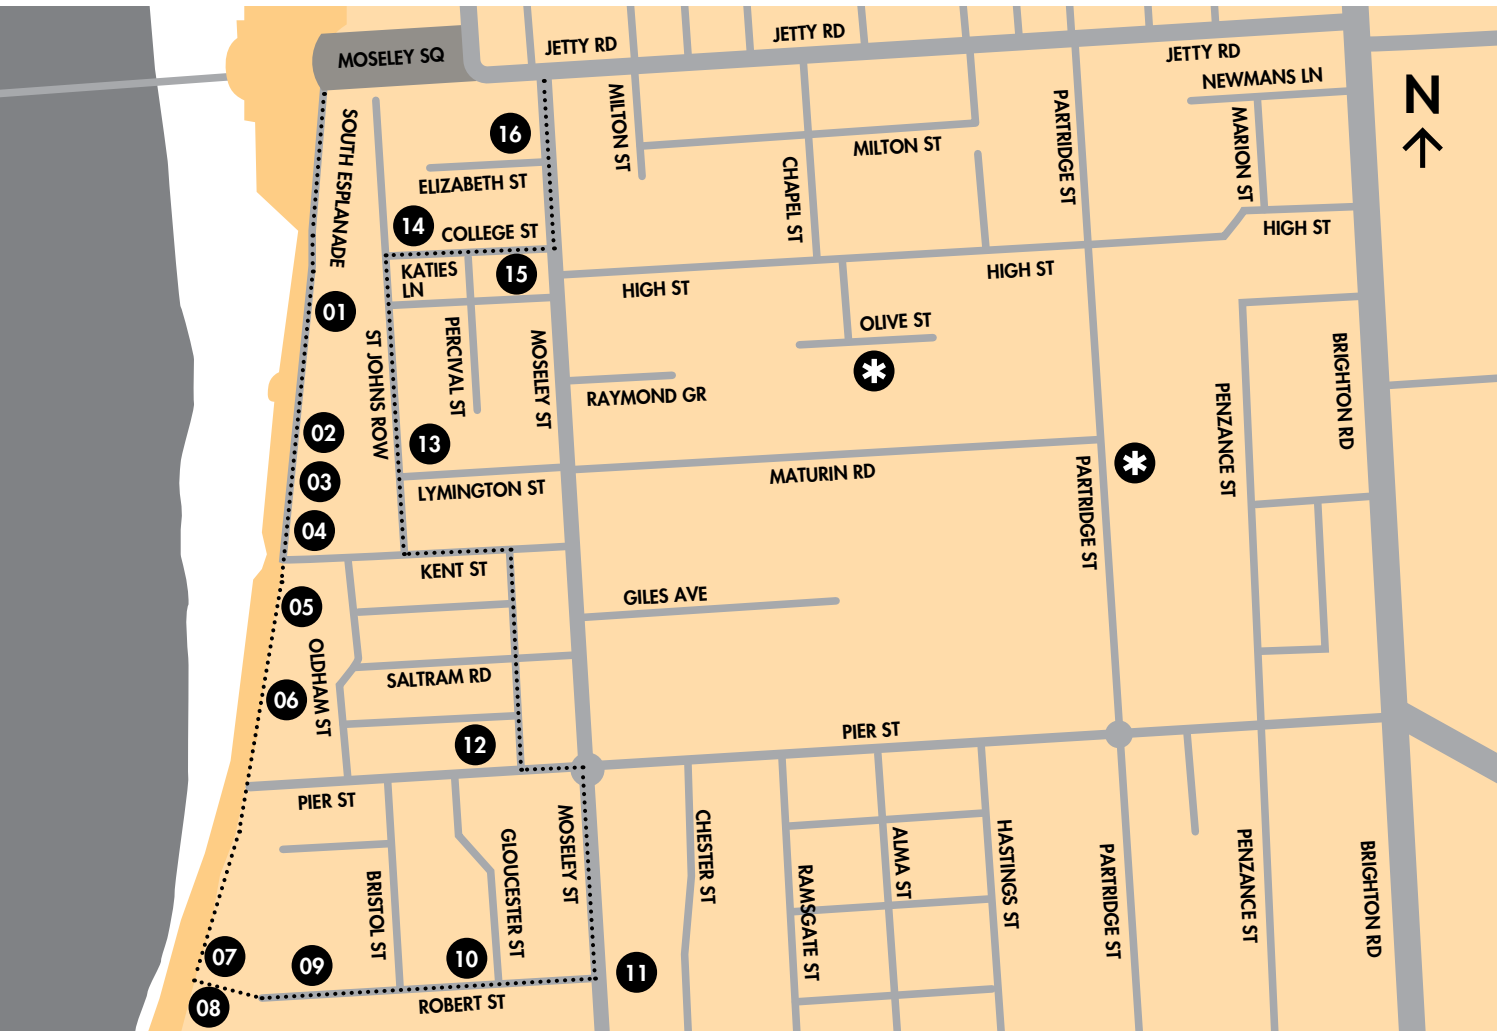 JETTY RD
JETTY RD
JETTY RD
MOSELEY SQ
NEWMANS LN
N
MILTON ST
PARTRIDGE ST
MARION ST
SOUTH ESPLANADE
16
MILTON ST
CHAPEL ST
ELIZABETH ST
14
COLLEGE ST
HIGH ST
KATIES
LN
15
HIGH ST
HIGH ST
01
OLIVE ST
ST JOHNS ROW
PERCIVAL ST
MOSELEY ST
BRIGHTON RD
✱
RAYMOND GR
PENZANCE ST
02
13
MATURIN RD
✱
03
LYMINGTON ST
PARTRIDGE ST
04
KENT ST
05
GILES AVE
OLDHAM ST
06
SALTRAM RD
12
PIER ST
PIER ST
MOSELEY ST
CHESTER ST
GLOUCESTER ST
ALMA ST
HASTINGS ST
RAMSGATE ST
PARTRIDGE ST
PENZANCE ST
BRIGHTON RD
BRISTOL ST
07
09
10
11
08
ROBERT ST